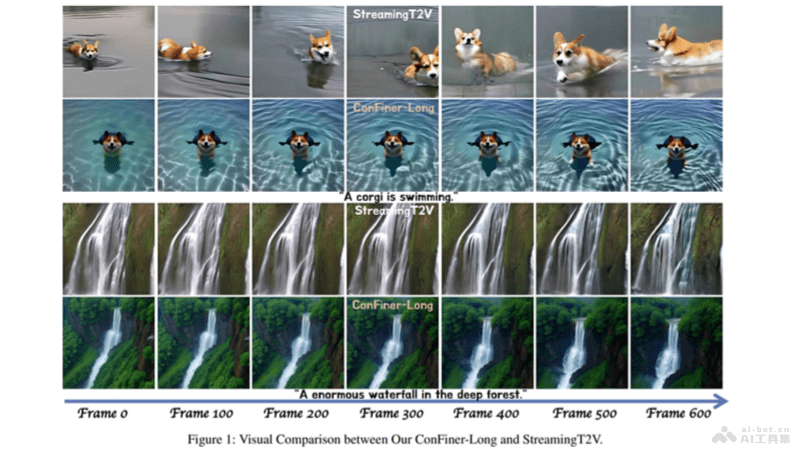 StreamingT2V
ConFiner-Long
"A corgi is swimming."
StreamingT2V
ConFiner-Long
"A enormous waterfall in the deep forest."
Frame 0 Frame 100 Frame 200 Frame 300 Frame 400 Frame 500 Frame 600
Figure 1: Visual Comparison between Our ConFiner-Long and StreamingT2V.
ai-bot.cn
AI工具集